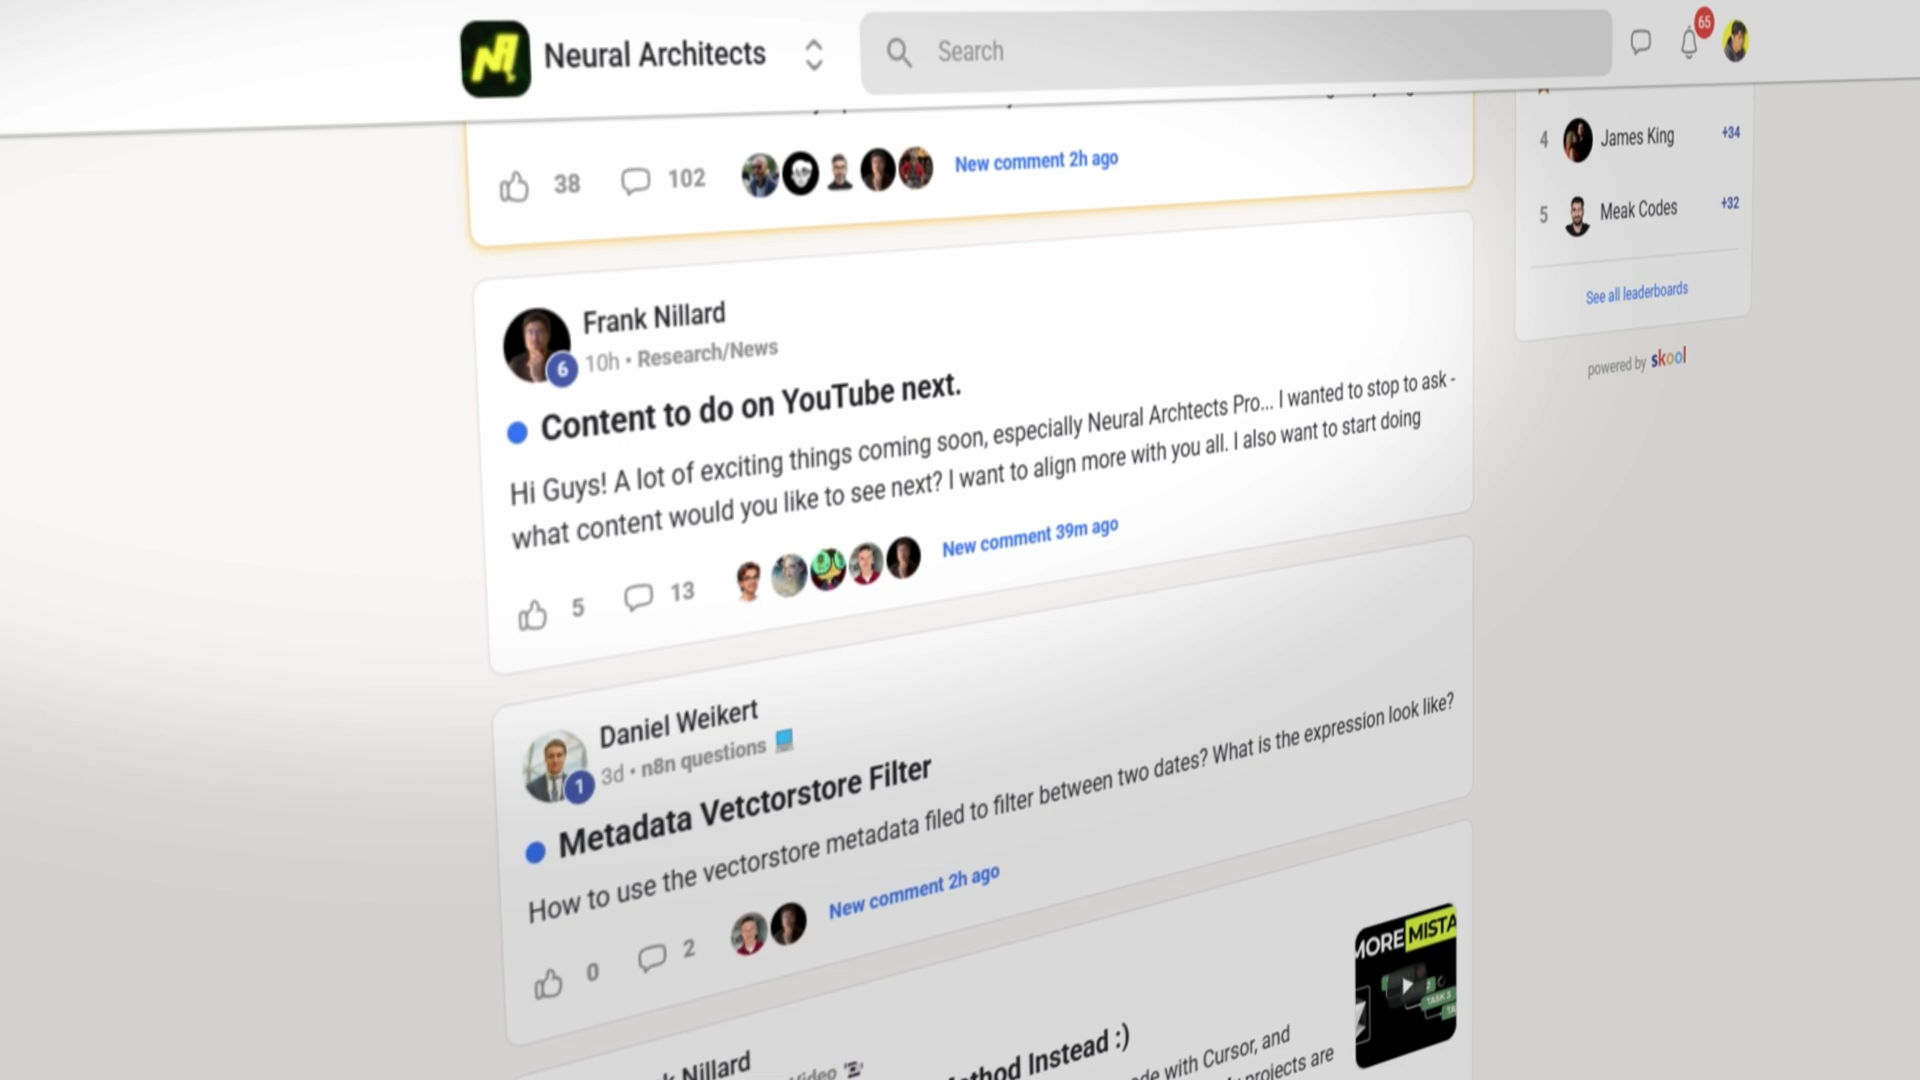 Neural Architects
Search
65
38
102
New comment 2h ago
4
James King
+34
5
Meak Codes
+32
See all leaderboards
powered by skool
Frank Nillard
6
10h • Research/News
Content to do on YouTube next.
Hi Guys! A lot of exciting things coming soon, especially Neural Archtects Pro... I wanted to stop to ask -
what content would you like to see next? I want to align more with you all. I also want to start doing
5
13
New comment 39m ago
Daniel Weikert
1
3d • n8n questions
Metadata Vetctorstore Filter
How to use the vectorstore metadata filed to filter between two dates? What is the expression look like?
0
2
New comment 2h ago
Nillard
Instead :)
with Cursor, and
projects are
MORE MISTA
TASK 3